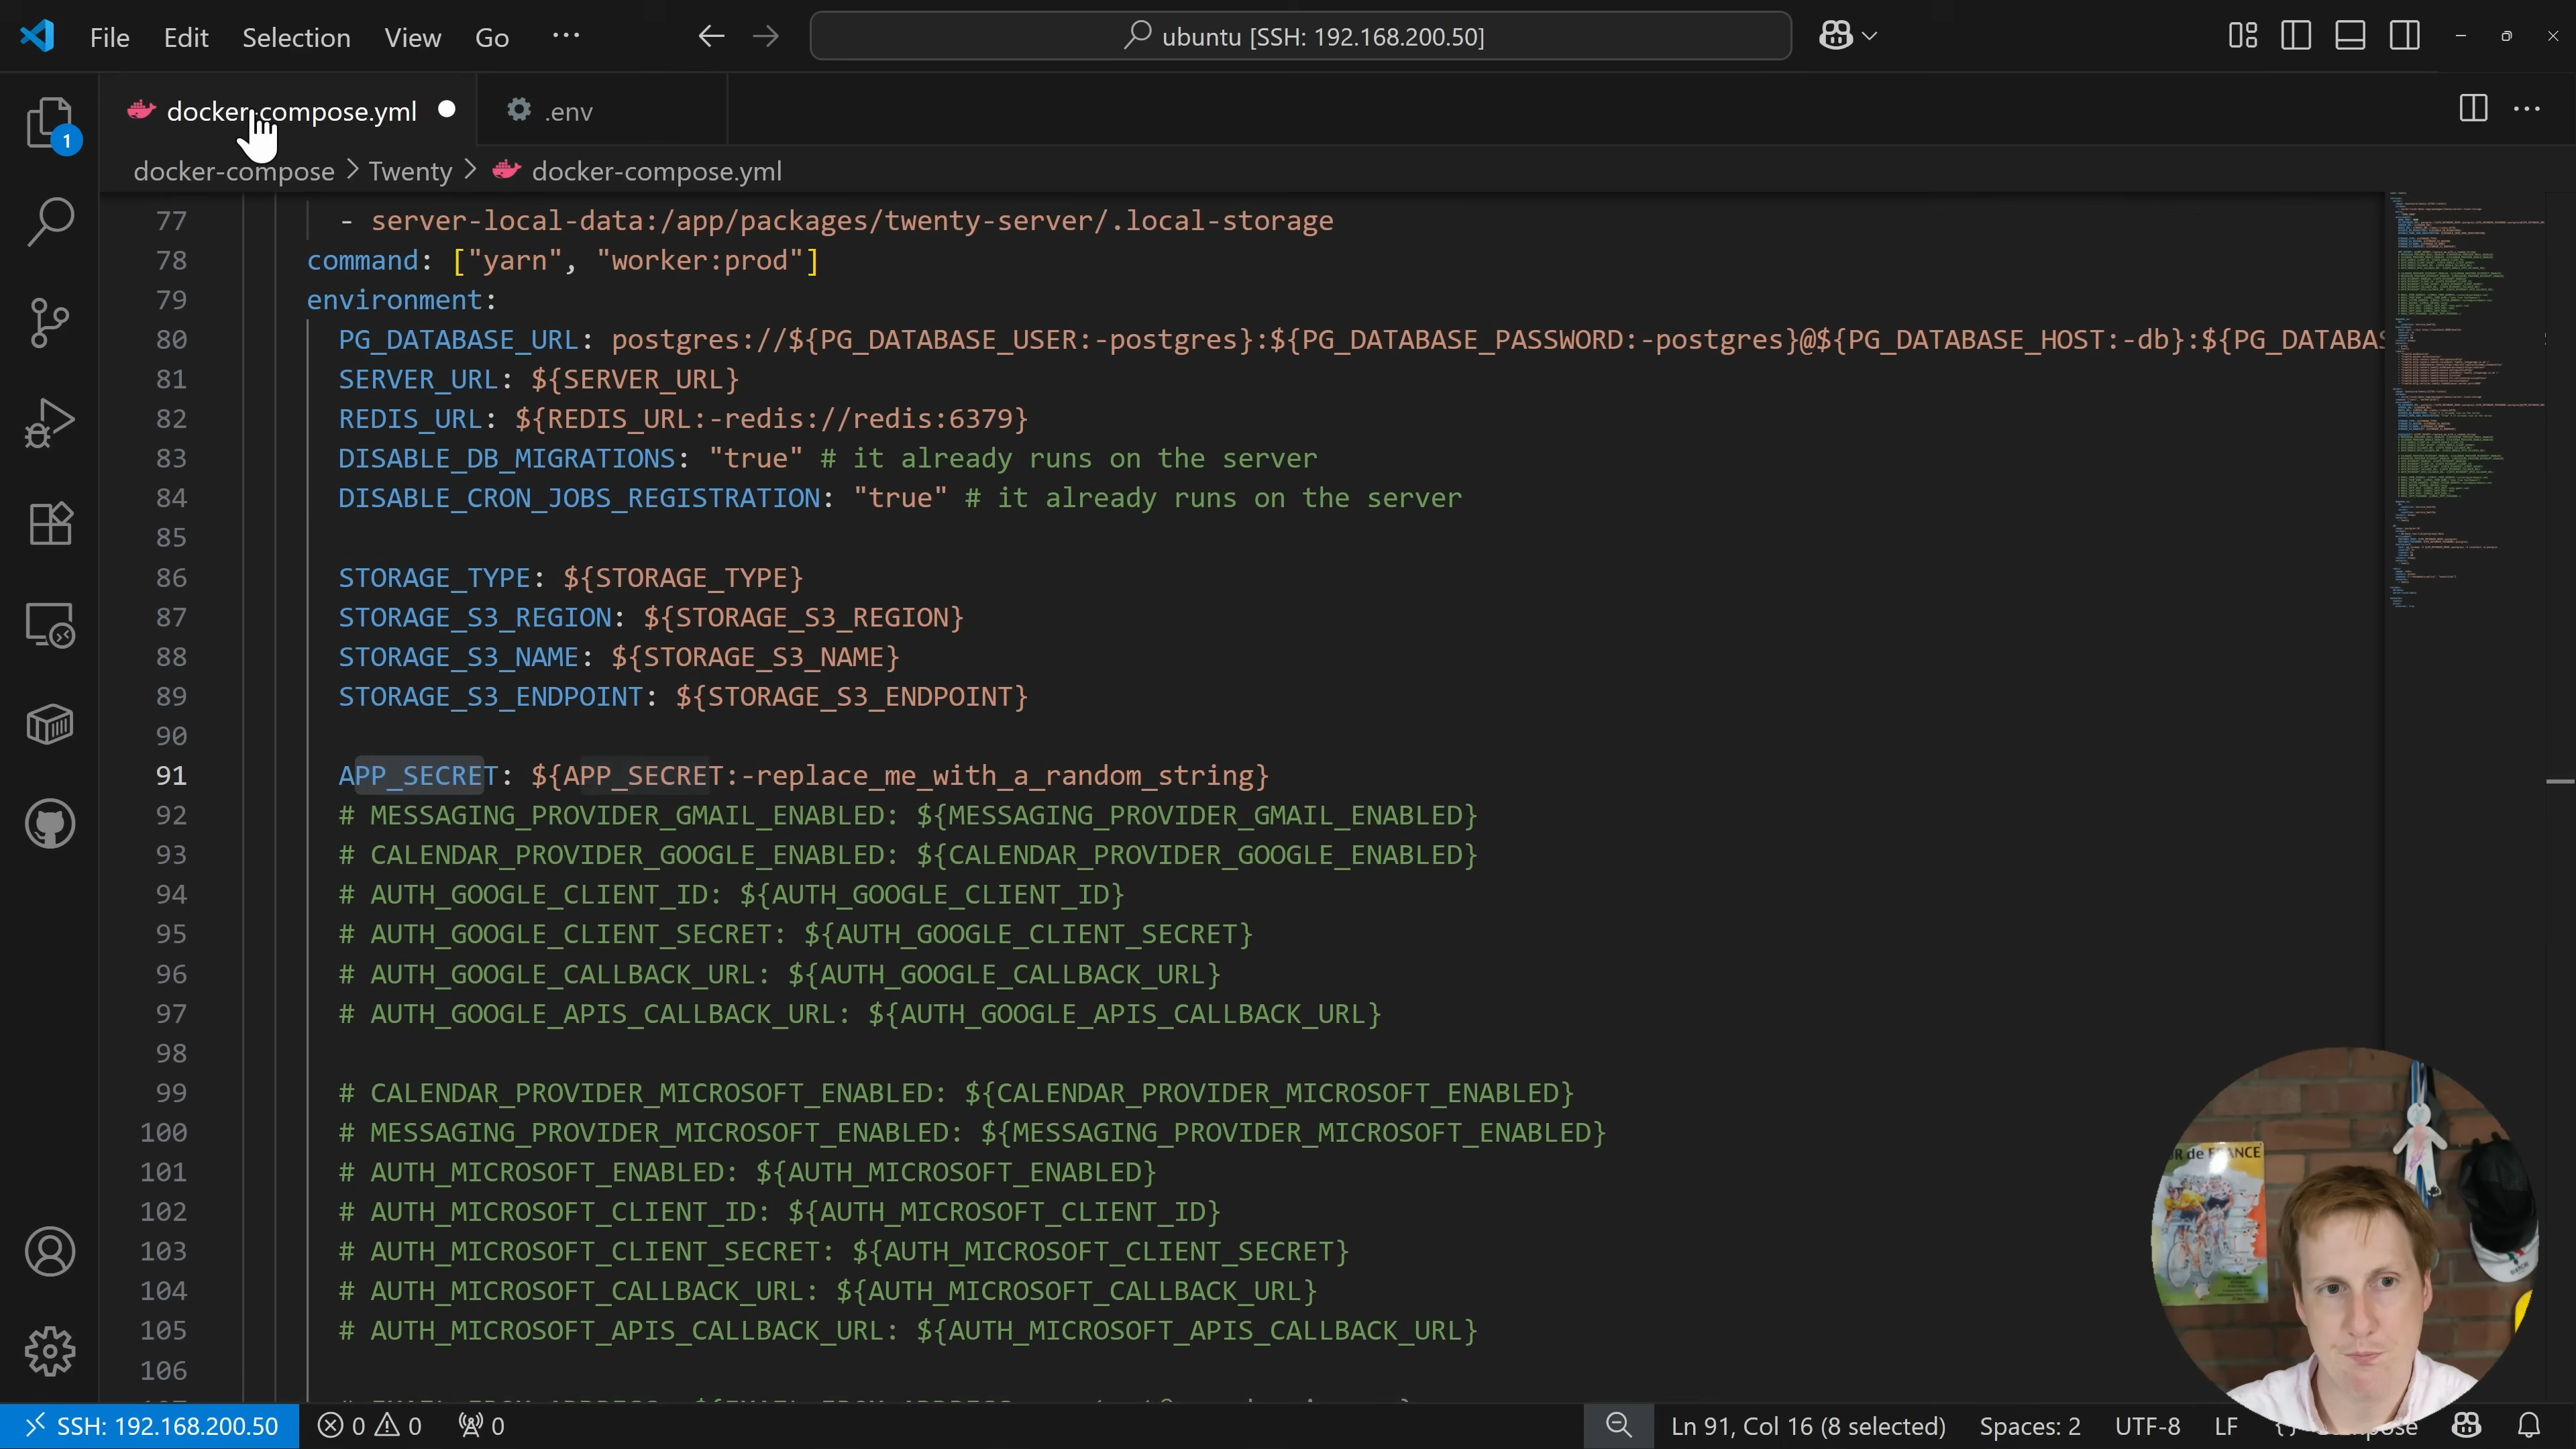 File Edit Selection View Go ... ubuntu [SSH: 192.168.200.50]
docker-compose.yml .env
1
docker-compose > Twenty > docker-compose.yml
77 - server-local-data:/app/packages/twenty-server/.local-storage
78 command: ["yarn", "worker:prod"]
79 environment:
80 PG_DATABASE_URL: postgres://${PG_DATABASE_USER:-postgres}:${PG_DATABASE_PASSWORD:-postgres}@${PG_DATABASE_HOST:-db}:${PG_DATABAS
81 SERVER_URL: ${SERVER_URL}
82 REDIS_URL: ${REDIS_URL:-redis://redis:6379}
83 DISABLE_DB_MIGRATIONS: "true" # it already runs on the server
84 DISABLE_CRON_JOBS_REGISTRATION: "true" # it already runs on the server
85
86 STORAGE_TYPE: ${STORAGE_TYPE}
87 STORAGE_S3_REGION: ${STORAGE_S3_REGION}
88 STORAGE_S3_NAME: ${STORAGE_S3_NAME}
89 STORAGE_S3_ENDPOINT: ${STORAGE_S3_ENDPOINT}
90
91 APP_SECRET: ${APP_SECRET:-replace_me_with_a_random_string}
92 # MESSAGING_PROVIDER_GMAIL_ENABLED: ${MESSAGING_PROVIDER_GMAIL_ENABLED}
93 # CALENDAR_PROVIDER_GOOGLE_ENABLED: ${CALENDAR_PROVIDER_GOOGLE_ENABLED}
94 # AUTH_GOOGLE_CLIENT_ID: ${AUTH_GOOGLE_CLIENT_ID}
95 # AUTH_GOOGLE_CLIENT_SECRET: ${AUTH_GOOGLE_CLIENT_SECRET}
96 # AUTH_GOOGLE_CALLBACK_URL: ${AUTH_GOOGLE_CALLBACK_URL}
97 # AUTH_GOOGLE_APIS_CALLBACK_URL: ${AUTH_GOOGLE_APIS_CALLBACK_URL}
98
99 # CALENDAR_PROVIDER_MICROSOFT_ENABLED: ${CALENDAR_PROVIDER_MICROSOFT_ENABLED}
100 # MESSAGING_PROVIDER_MICROSOFT_ENABLED: ${MESSAGING_PROVIDER_MICROSOFT_ENABLED}
101 # AUTH_MICROSOFT_ENABLED: ${AUTH_MICROSOFT_ENABLED}
102 # AUTH_MICROSOFT_CLIENT_ID: ${AUTH_MICROSOFT_CLIENT_ID}
103 # AUTH_MICROSOFT_CLIENT_SECRET: ${AUTH_MICROSOFT_CLIENT_SECRET}
104 # AUTH_MICROSOFT_CALLBACK_URL: ${AUTH_MICROSOFT_CALLBACK_URL}
105 # AUTH_MICROSOFT_APIS_CALLBACK_URL: ${AUTH_MICROSOFT_APIS_CALLBACK_URL}
106
SSH: 192.168.200.50 0 0 0 Ln 91, Col 16 (8 selected) Spaces: 2 UTF-8 LF